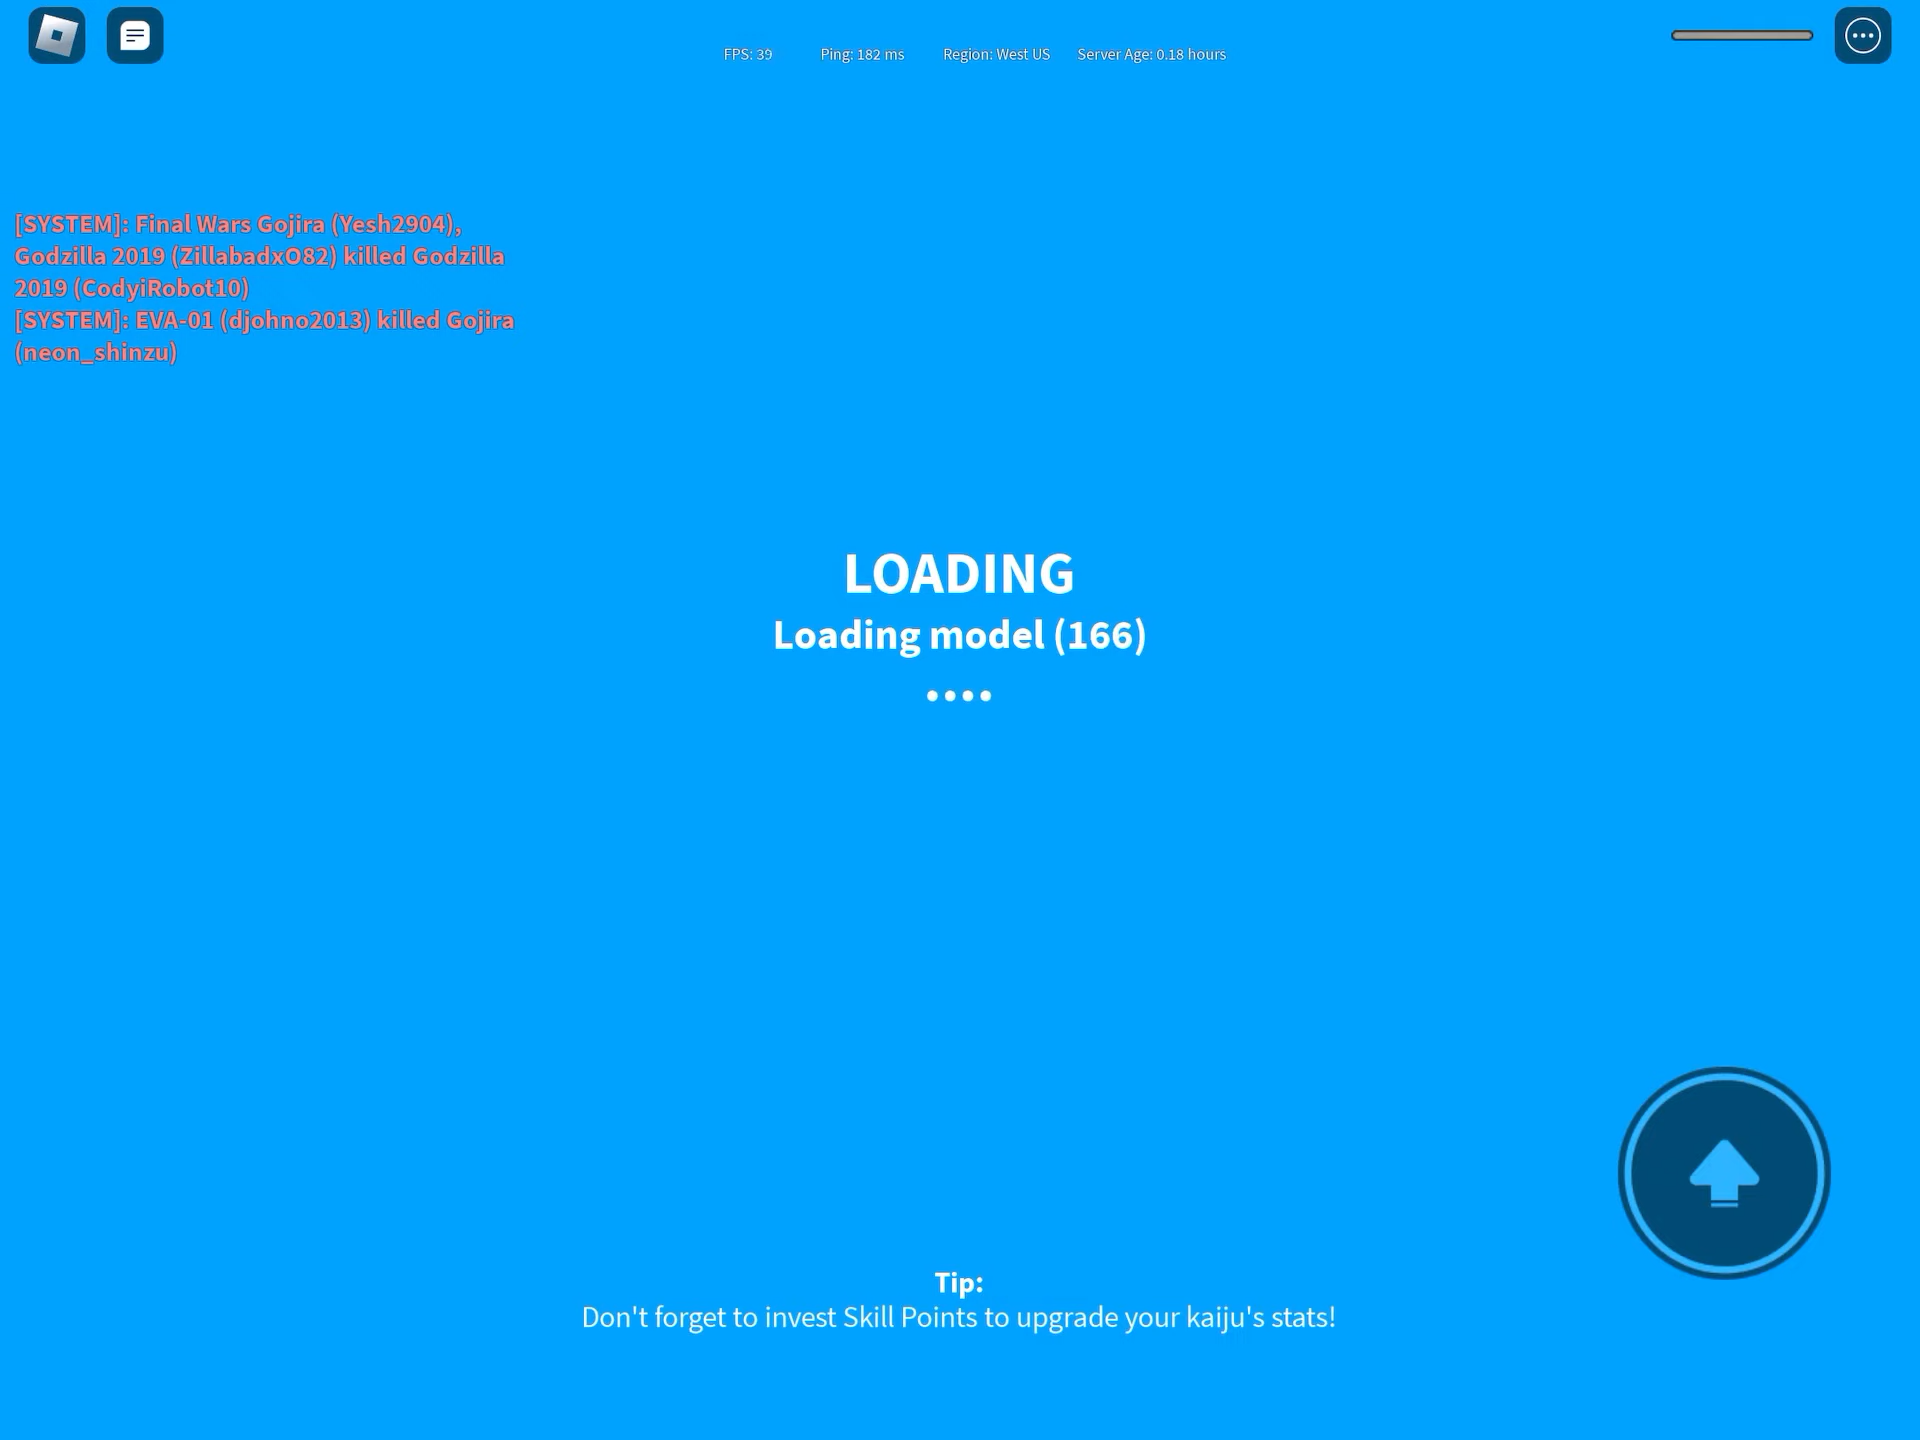 FPS: 39 Ping: 182 ms Region: West US Server Age: 0.18 hours
[SYSTEM]: Final Wars Gojira (Yesh2904),
Godzilla 2019 (ZillabadxO82) killed Godzilla
2019 (CodyiRobot10)
[SYSTEM]: EVA-01 (djohno2013) killed Gojira
(neon_shinzu)
LOADING
Loading model (166)
••••
Tip:
Don't forget to invest Skill Points to upgrade your kaiju's stats!